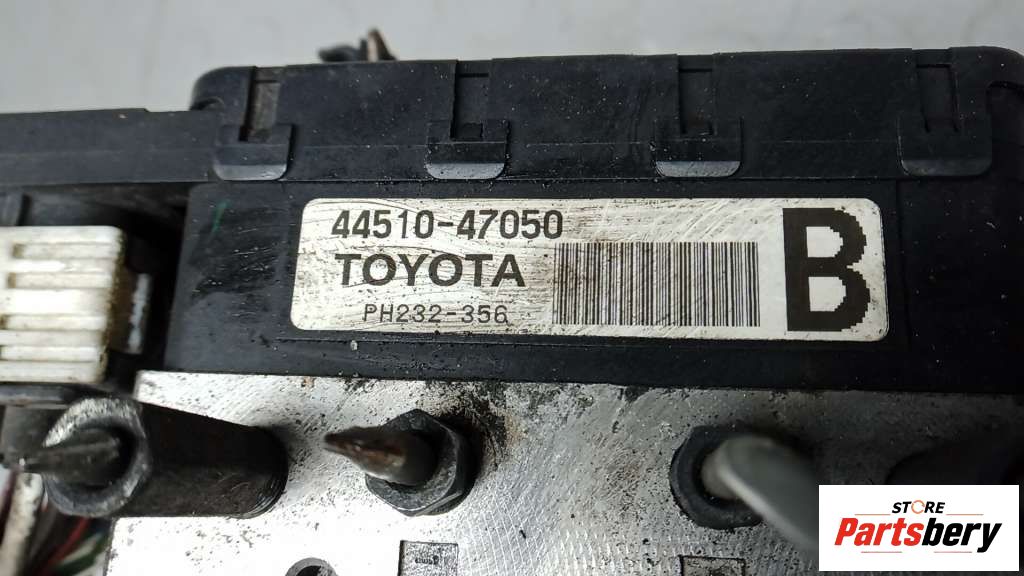 44510-47050
TOYOTA
PH232-356
B
STORE
Partsbery